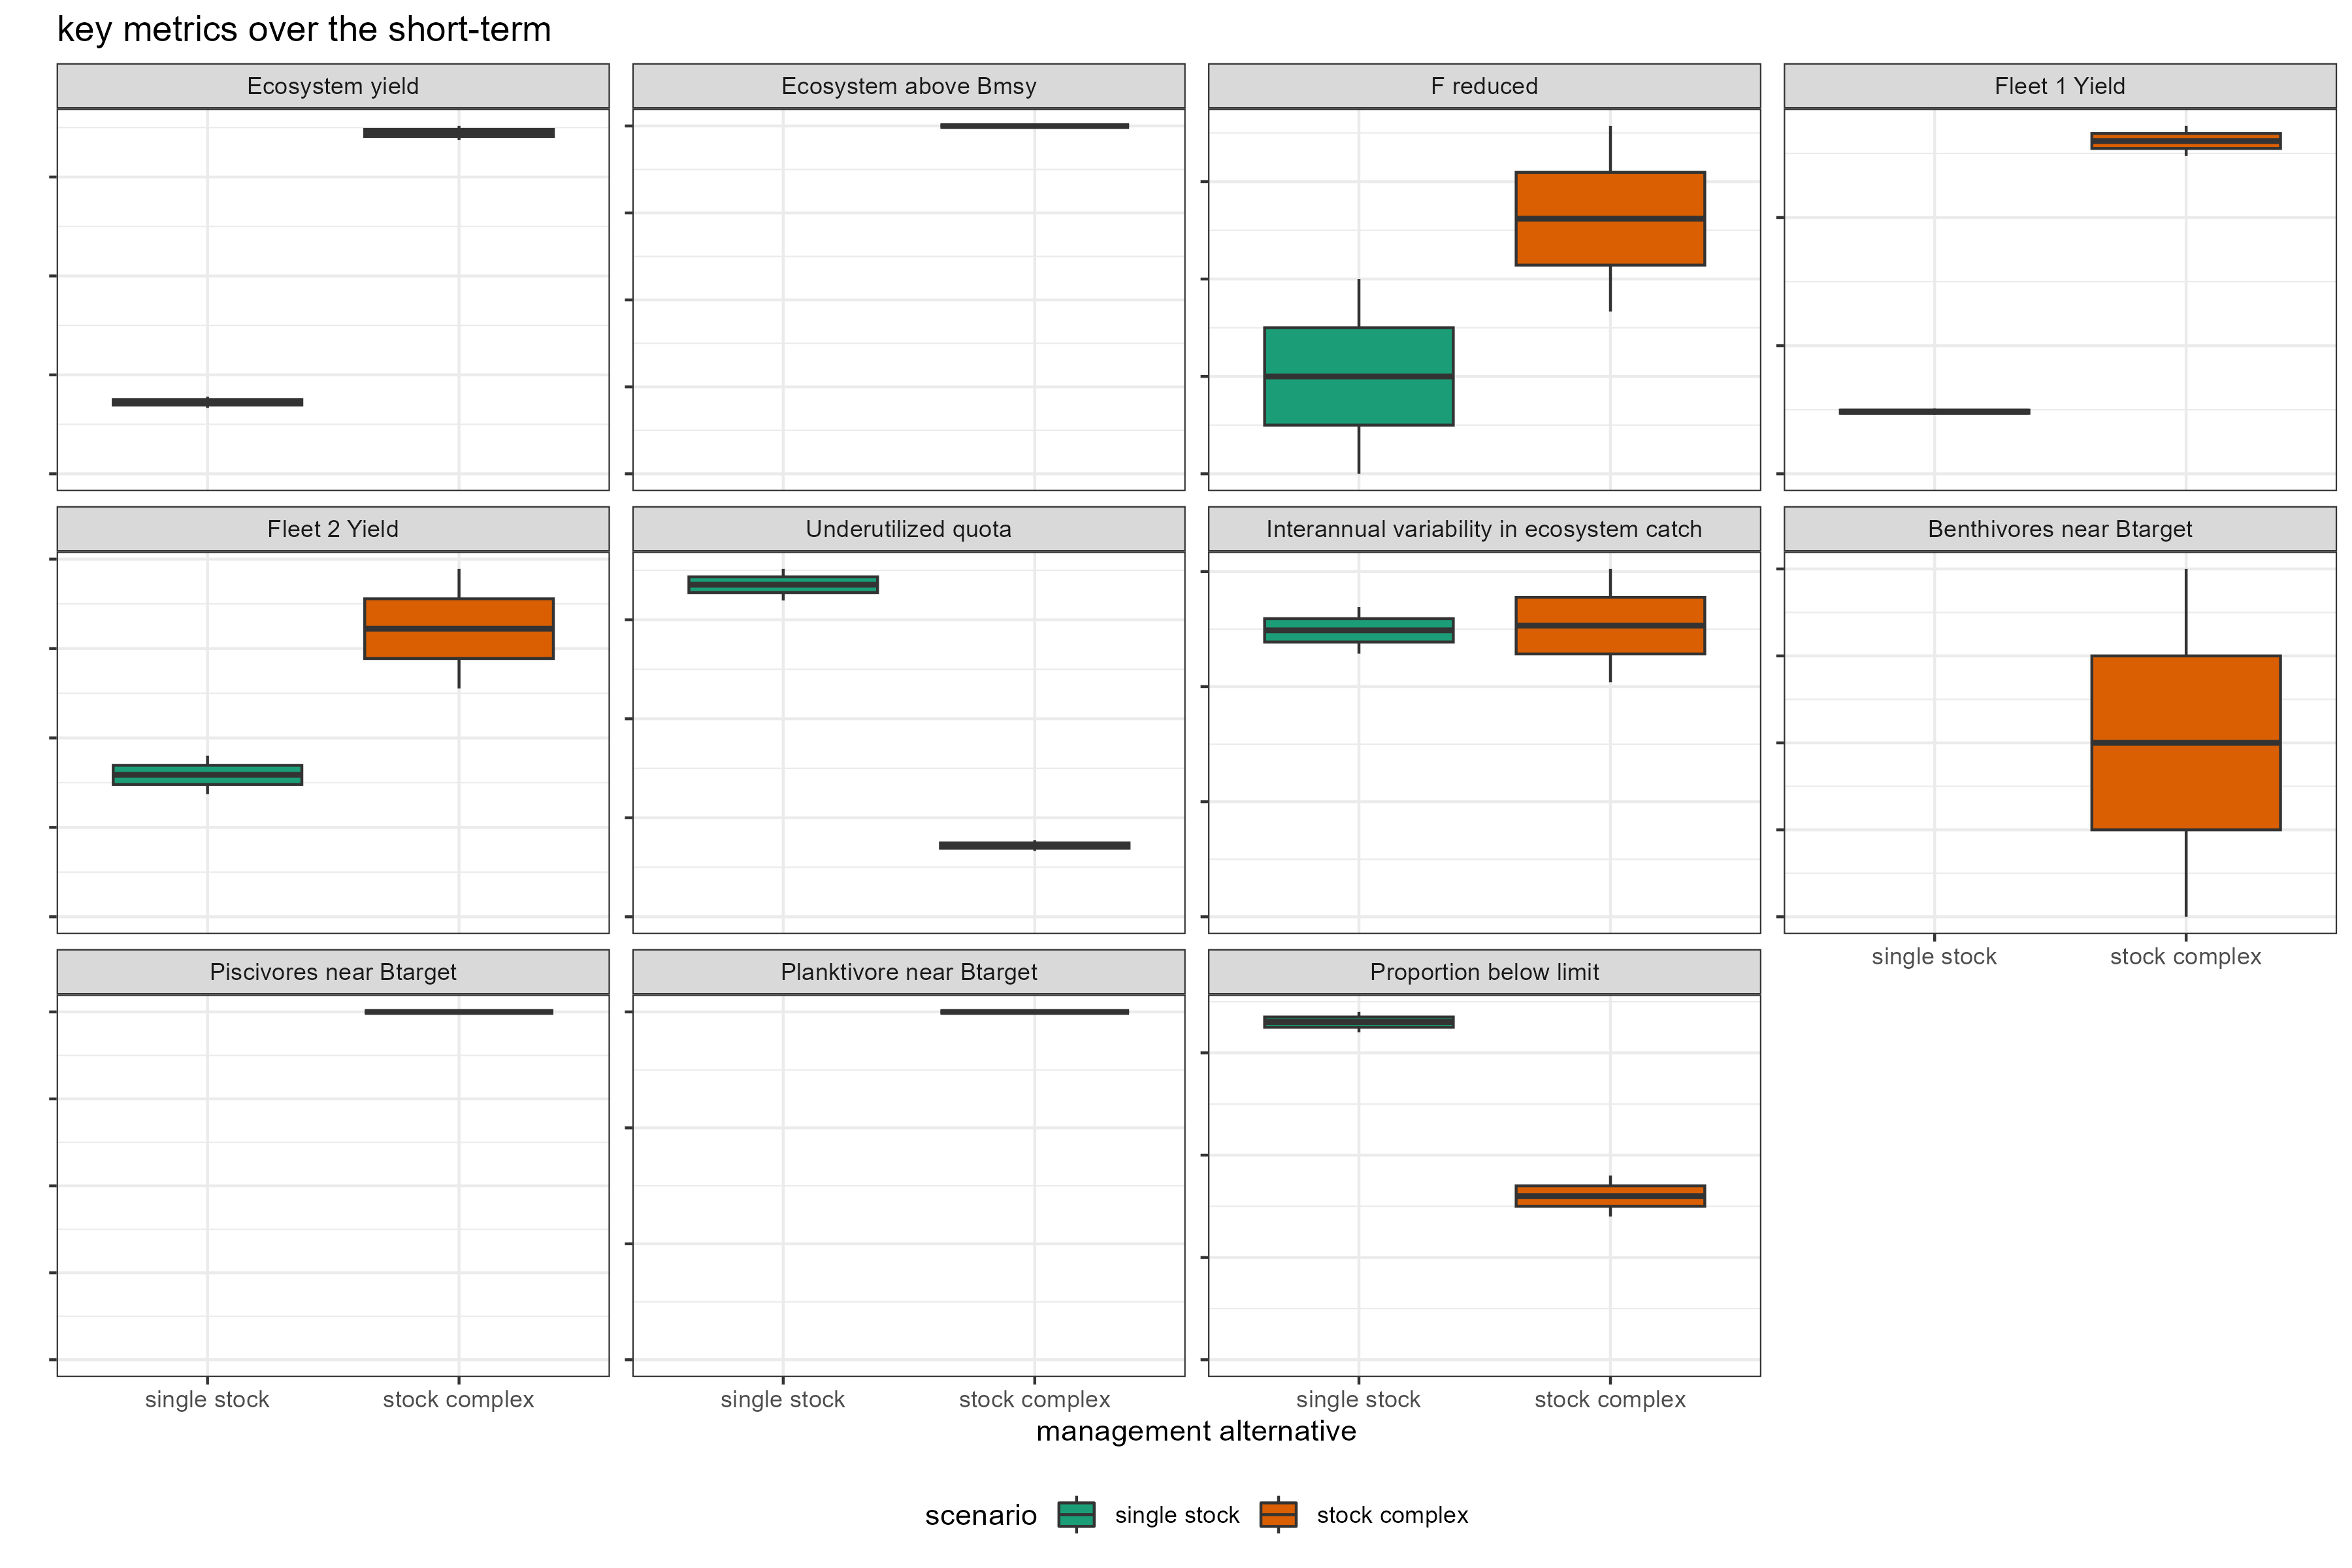 key metrics over the short-term
Ecosystem yield
Ecosystem above Bmsy
F reduced
Fleet 1 Yield
Fleet 2 Yield
Underutilized quota
Interannual variability in ecosystem catch
Benthivores near Btarget
single stock
stock complex
Piscivores near Btarget
Planktivore near Btarget
Proportion below limit
single stock
stock complex
single stock
stock complex
single stock
stock complex
management alternative
scenario single stock stock complex